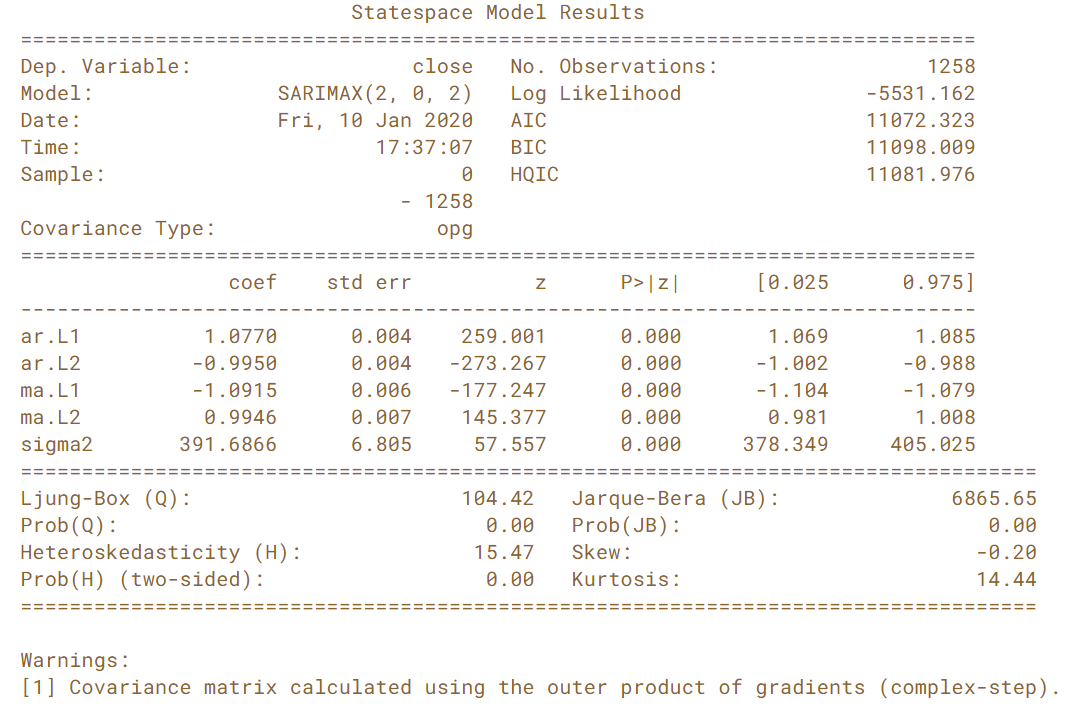 Statespace Model Results
==============================================================================
Dep. Variable: close No. Observations: 1258
Model: SARIMAX(2, 0, 2) Log Likelihood -5531.162
Date: Fri, 10 Jan 2020 AIC 11072.323
Time: 17:37:07 BIC 11098.009
Sample: 0 HQIC 11081.976
- 1258
Covariance Type: opg
==============================================================================
coef std err z P>|z| [0.025 0.975]
------------------------------------------------------------------------------
ar.L1 1.0770 0.004 259.001 0.000 1.069 1.085
ar.L2 -0.9950 0.004 -273.267 0.000 -1.002 -0.988
ma.L1 -1.0915 0.006 -177.247 0.000 -1.104 -1.079
ma.L2 0.9946 0.007 145.377 0.000 0.981 1.008
sigma2 391.6866 6.805 57.557 0.000 378.349 405.025
===================================================================================
Ljung-Box (Q): 104.42 Jarque-Bera (JB): 6865.65
Prob(Q): 0.00 Prob(JB): 0.00
Heteroskedasticity (H): 15.47 Skew: -0.20
Prob(H) (two-sided): 0.00 Kurtosis: 14.44
===================================================================================
Warnings:
[1] Covariance matrix calculated using the outer product of gradients (complex-step).